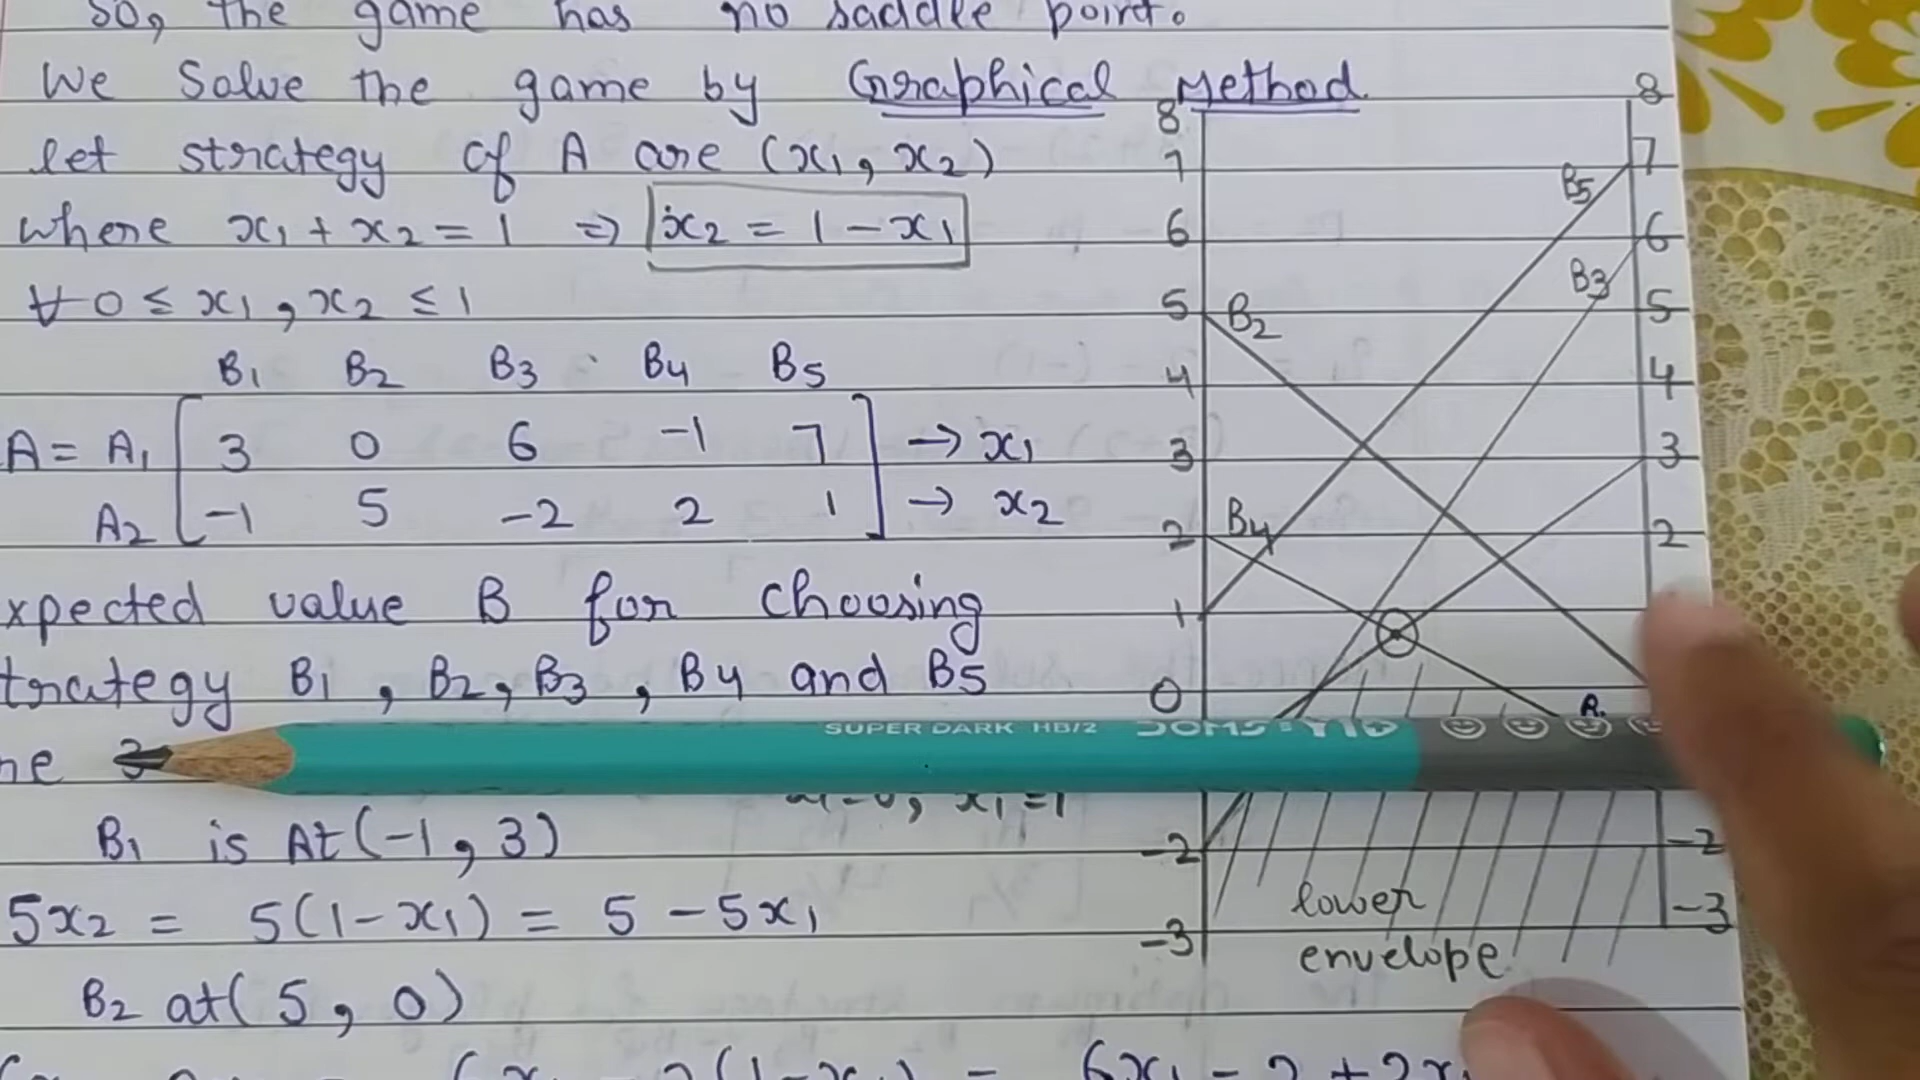 So, the game has no saddle point.
We Solve the game by Graphical Method
let strategy of A are (x₁, x₂)
where x₁ + x₂ = 1 ⇒ x₂ = 1 - x₁
∀ 0 ≤ x₁, x₂ ≤ 1
B₁ B₂ B₃ B₄ B₅
A = A₁ [ 3 0 6 -1 7 ] → x₁
A₂ [ -1 5 -2 2 1 ] → x₂
xpected value B for choosing
trategy B₁, B₂, B₃, B₄ and B₅
SUPER DARK HB/2 DOMS
x₁ = 1
B₁ is At (-1, 3)
5x₂ = 5(1 - x₁) = 5 - 5x₁
B₂ at (5, 0)
8
7
6
5 B₂
4
3
2 B₄
1
0
-2
-3
8
B₅ 7
6
B₃ 5
4
3
2
-2
-3
lower
envelope